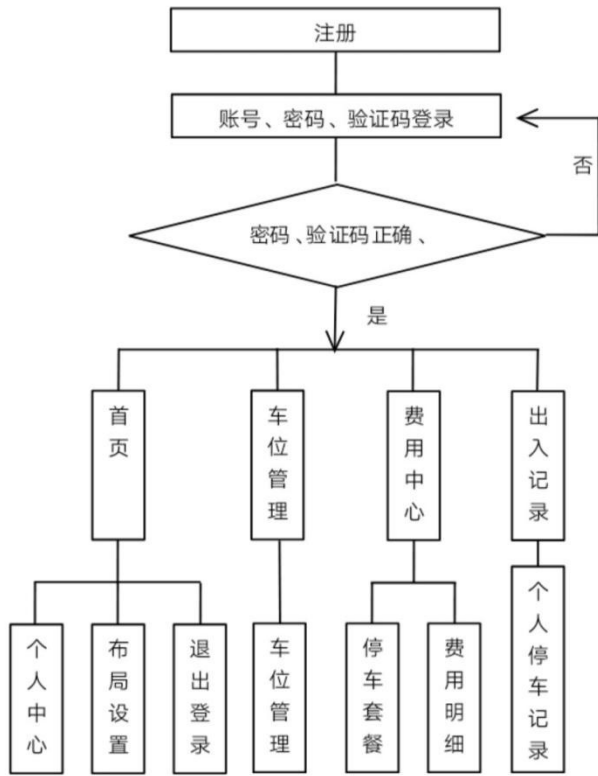 注册
账号、密码、验证码登录
否
密码、验证码正确、
是
首页
车位管理
费用中心
出入记录
个人中心
布局设置
退出登录
车位管理
停车套餐
费用明细
个人停车记录